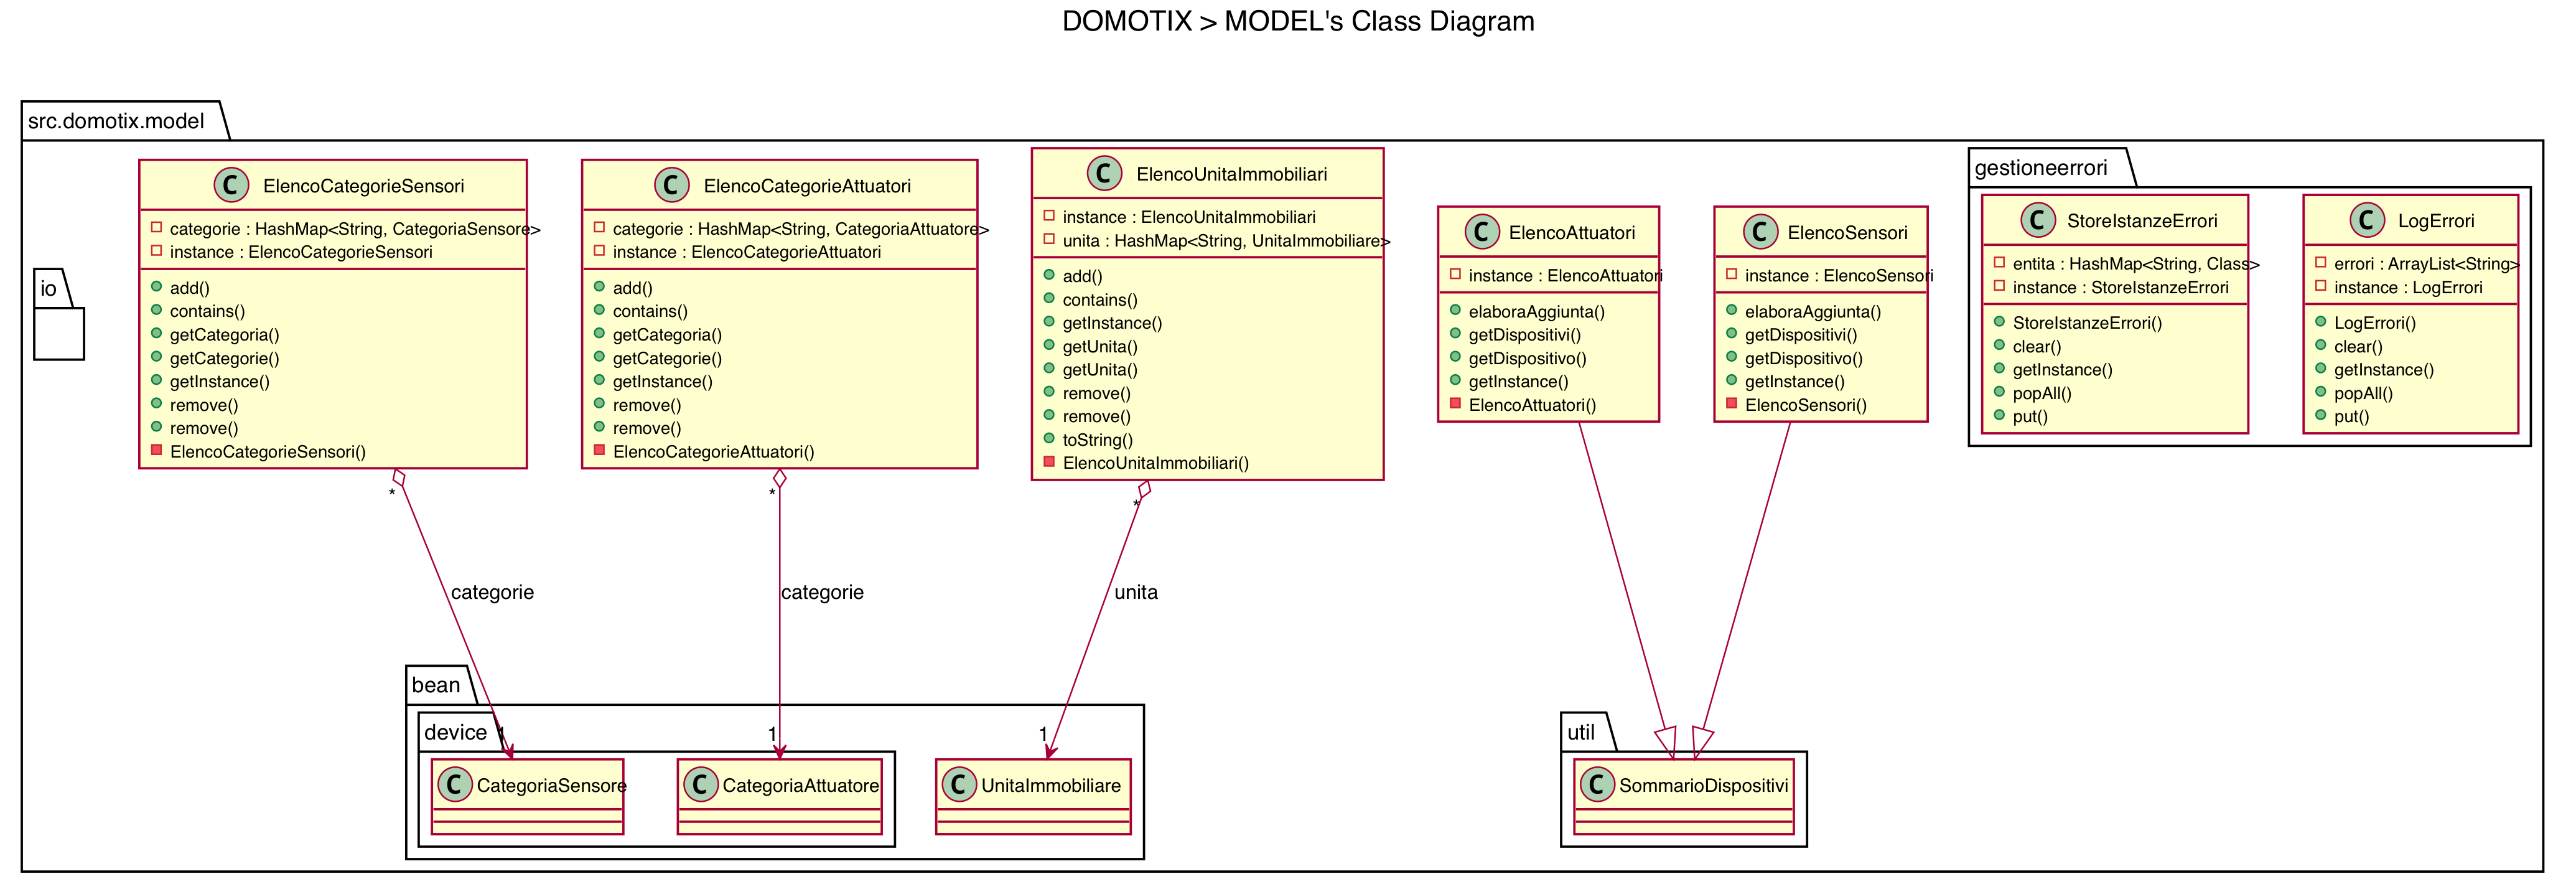 DOMOTIX > MODEL's Class Diagram
src.domotix.model
io
C ElencoCategorieSensori
categorie : HashMap<String, CategoriaSensore>
instance : ElencoCategorieSensori
add()
contains()
getCategoria()
getCategorie()
getInstance()
remove()
remove()
ElencoCategorieSensori()
C ElencoCategorieAttuatori
categorie : HashMap<String, CategoriaAttuatore>
instance : ElencoCategorieAttuatori
add()
contains()
getCategoria()
getCategorie()
getInstance()
remove()
remove()
ElencoCategorieAttuatori()
C ElencoUnitaImmobiliari
instance : ElencoUnitaImmobiliari
unita : HashMap<String, UnitaImmobiliare>
add()
contains()
getInstance()
getUnita()
getUnita()
remove()
remove()
toString()
ElencoUnitaImmobiliari()
C ElencoAttuatori
instance : ElencoAttuatori
elaboraAggiunta()
getDispositivi()
getDispositivo()
getInstance()
ElencoAttuatori()
C ElencoSensori
instance : ElencoSensori
elaboraAggiunta()
getDispositivi()
getDispositivo()
getInstance()
ElencoSensori()
gestioneerrori
C StoreIstanzeErrori
entita : HashMap<String, Class>
instance : StoreIstanzeErrori
StoreIstanzeErrori()
clear()
getInstance()
popAll()
put()
C LogErrori
errori : ArrayList<String>
instance : LogErrori
LogErrori()
clear()
getInstance()
popAll()
put()
*
*
*
categorie
categorie
unita
bean
device
1
1
1
C CategoriaSensore
C CategoriaAttuatore
C UnitaImmobiliare
util
C SommarioDispositivi